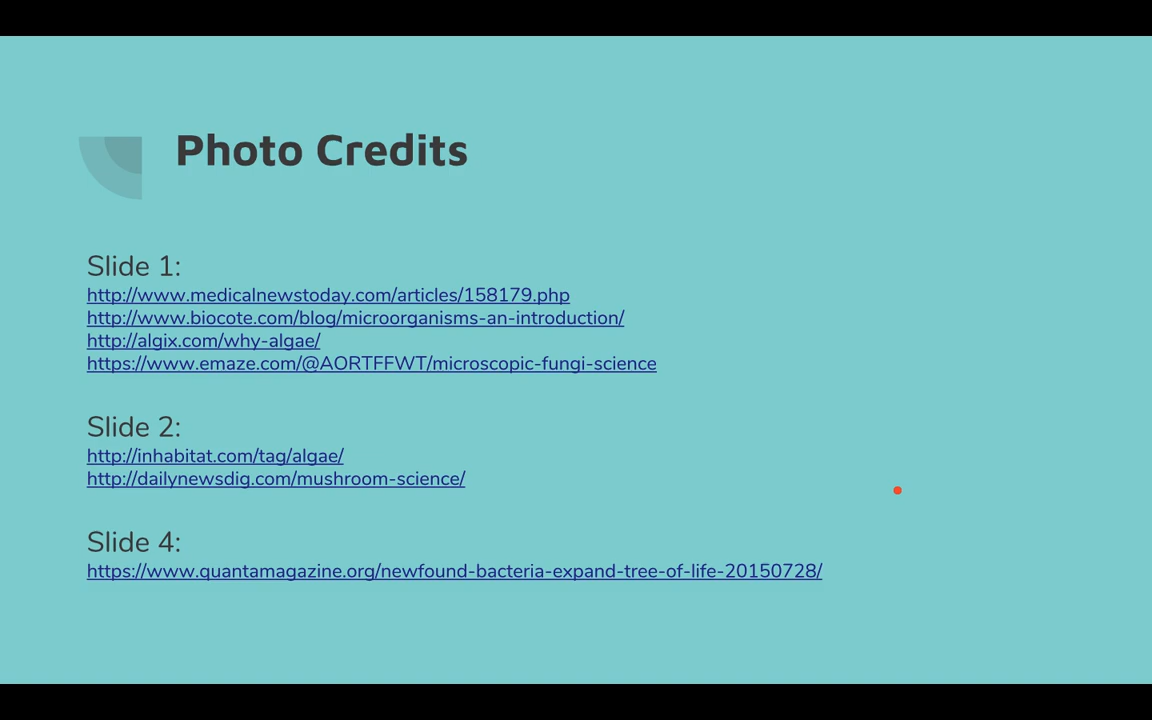 Photo Credits
Slide 1:
http://www.medicalnewstoday.com/articles/158179.php
http://www.biocote.com/blog/microorganisms-an-introduction/
http://algix.com/why-algae/
https://www.emaze.com/@AORTFFWT/microscopic-fungi-science
Slide 2:
http://inhabitat.com/tag/algae/
http://dailynewsdig.com/mushroom-science/
Slide 4:
https://www.quantamagazine.org/newfound-bacteria-expand-tree-of-life-20150728/